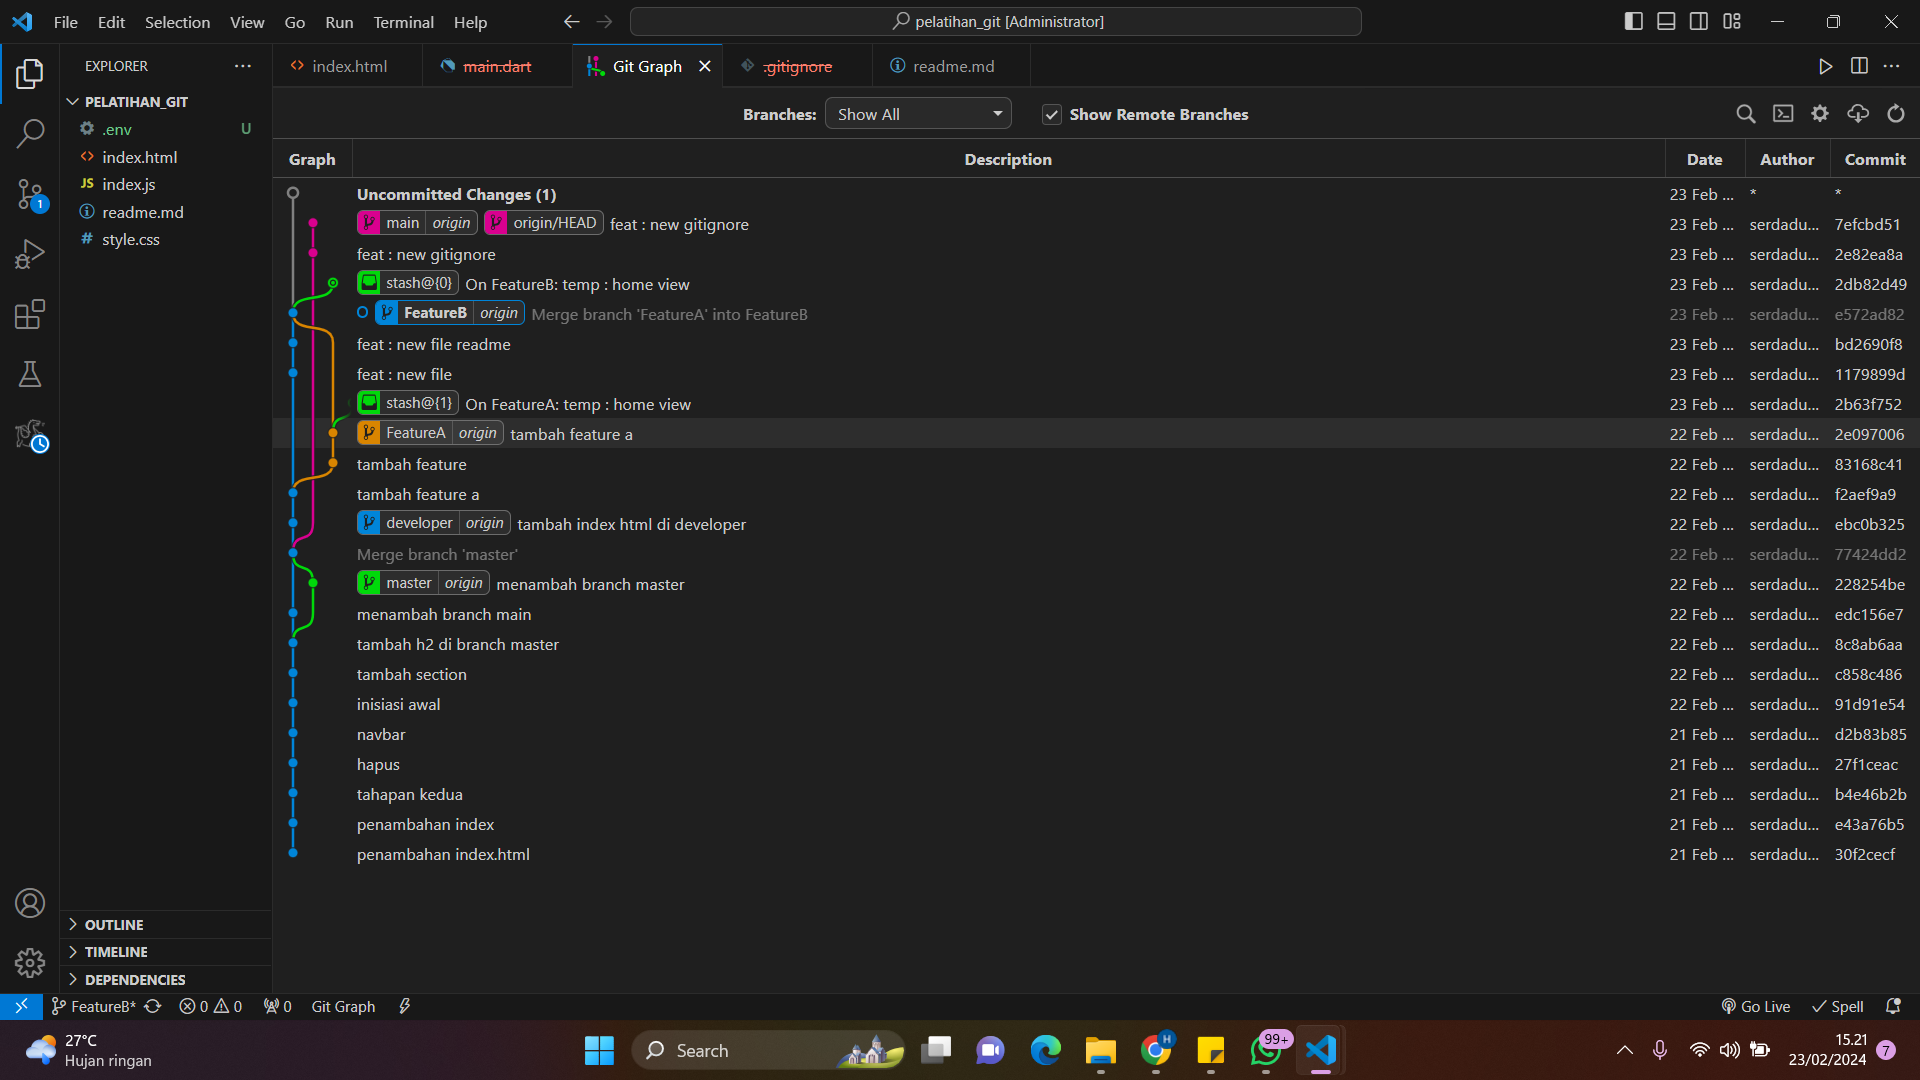 File Edit Selection View Go Run Terminal Help
pelatihan_git [Administrator]
EXPLORER
index.html
main.dart
Git Graph
.gitignore
readme.md
PELATIHAN_GIT
.env U
index.html
index.js
readme.md
style.css
1
Branches: Show All Show Remote Branches
Graph Description Date Author Commit
Uncommitted Changes (1) 23 Feb ... * *
main origin origin/HEAD feat : new gitignore 23 Feb ... serdadu... 7efcbd51
feat : new gitignore 23 Feb ... serdadu... 2e82ea8a
stash@{0} On FeatureB: temp : home view 23 Feb ... serdadu... 2db82d49
FeatureB origin Merge branch 'FeatureA' into FeatureB 23 Feb ... serdadu... e572ad82
feat : new file readme 23 Feb ... serdadu... bd2690f8
feat : new file 23 Feb ... serdadu... 1179899d
stash@{1} On FeatureA: temp : home view 23 Feb ... serdadu... 2b63f752
FeatureA origin tambah feature a 22 Feb ... serdadu... 2e097006
tambah feature 22 Feb ... serdadu... 83168c41
tambah feature a 22 Feb ... serdadu... f2aef9a9
developer origin tambah index html di developer 22 Feb ... serdadu... ebc0b325
Merge branch 'master' 22 Feb ... serdadu... 77424dd2
master origin menambah branch master 22 Feb ... serdadu... 228254be
menambah branch main 22 Feb ... serdadu... edc156e7
tambah h2 di branch master 22 Feb ... serdadu... 8c8ab6aa
tambah section 22 Feb ... serdadu... c858c486
inisiasi awal 22 Feb ... serdadu... 91d91e54
navbar 21 Feb ... serdadu... d2b83b85
hapus 21 Feb ... serdadu... 27f1ceac
tahapan kedua 21 Feb ... serdadu... b4e46b2b
penambahan index 21 Feb ... serdadu... e43a76b5
penambahan index.html 21 Feb ... serdadu... 30f2cecf
OUTLINE
TIMELINE
DEPENDENCIES
FeatureB* 0 0 0 Git Graph Go Live Spell
27°C
Hujan ringan
Search
H
99+
15.21
23/02/2024
7